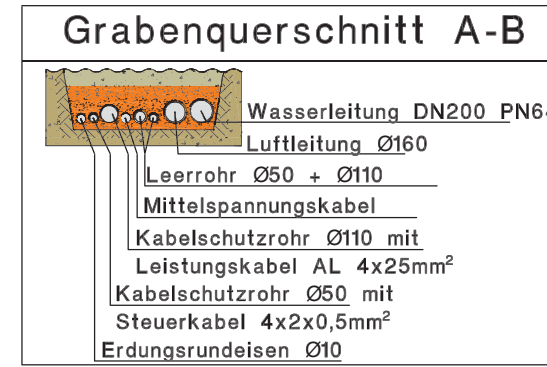 Grabenquerschnitt A-B
Wasserleitung DN200 PN64
Luftleitung Ø160
Leerrohr Ø50 + Ø110
Mittelspannungskabel
Kabelschutzrohr Ø110 mit
Leistungskabel AL 4x25mm²
Kabelschutzrohr Ø50 mit
Steuerkabel 4x2x0,5mm²
Erdungsrundeisen Ø10